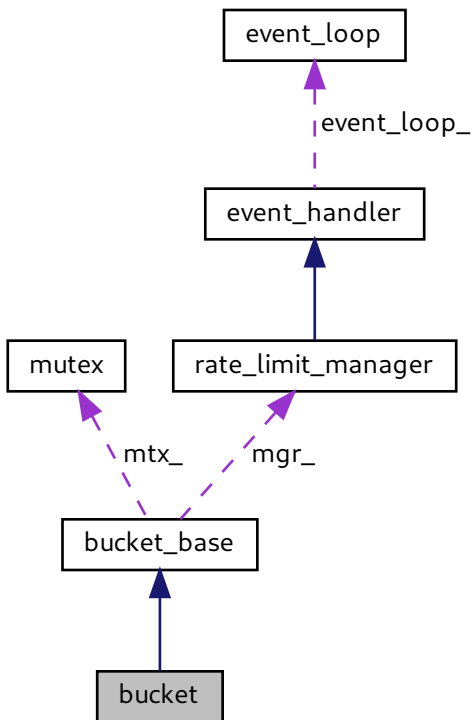 event_loop
event_loop_
event_handler
mutex
rate_limit_manager
mtx_
mgr_
bucket_base
bucket